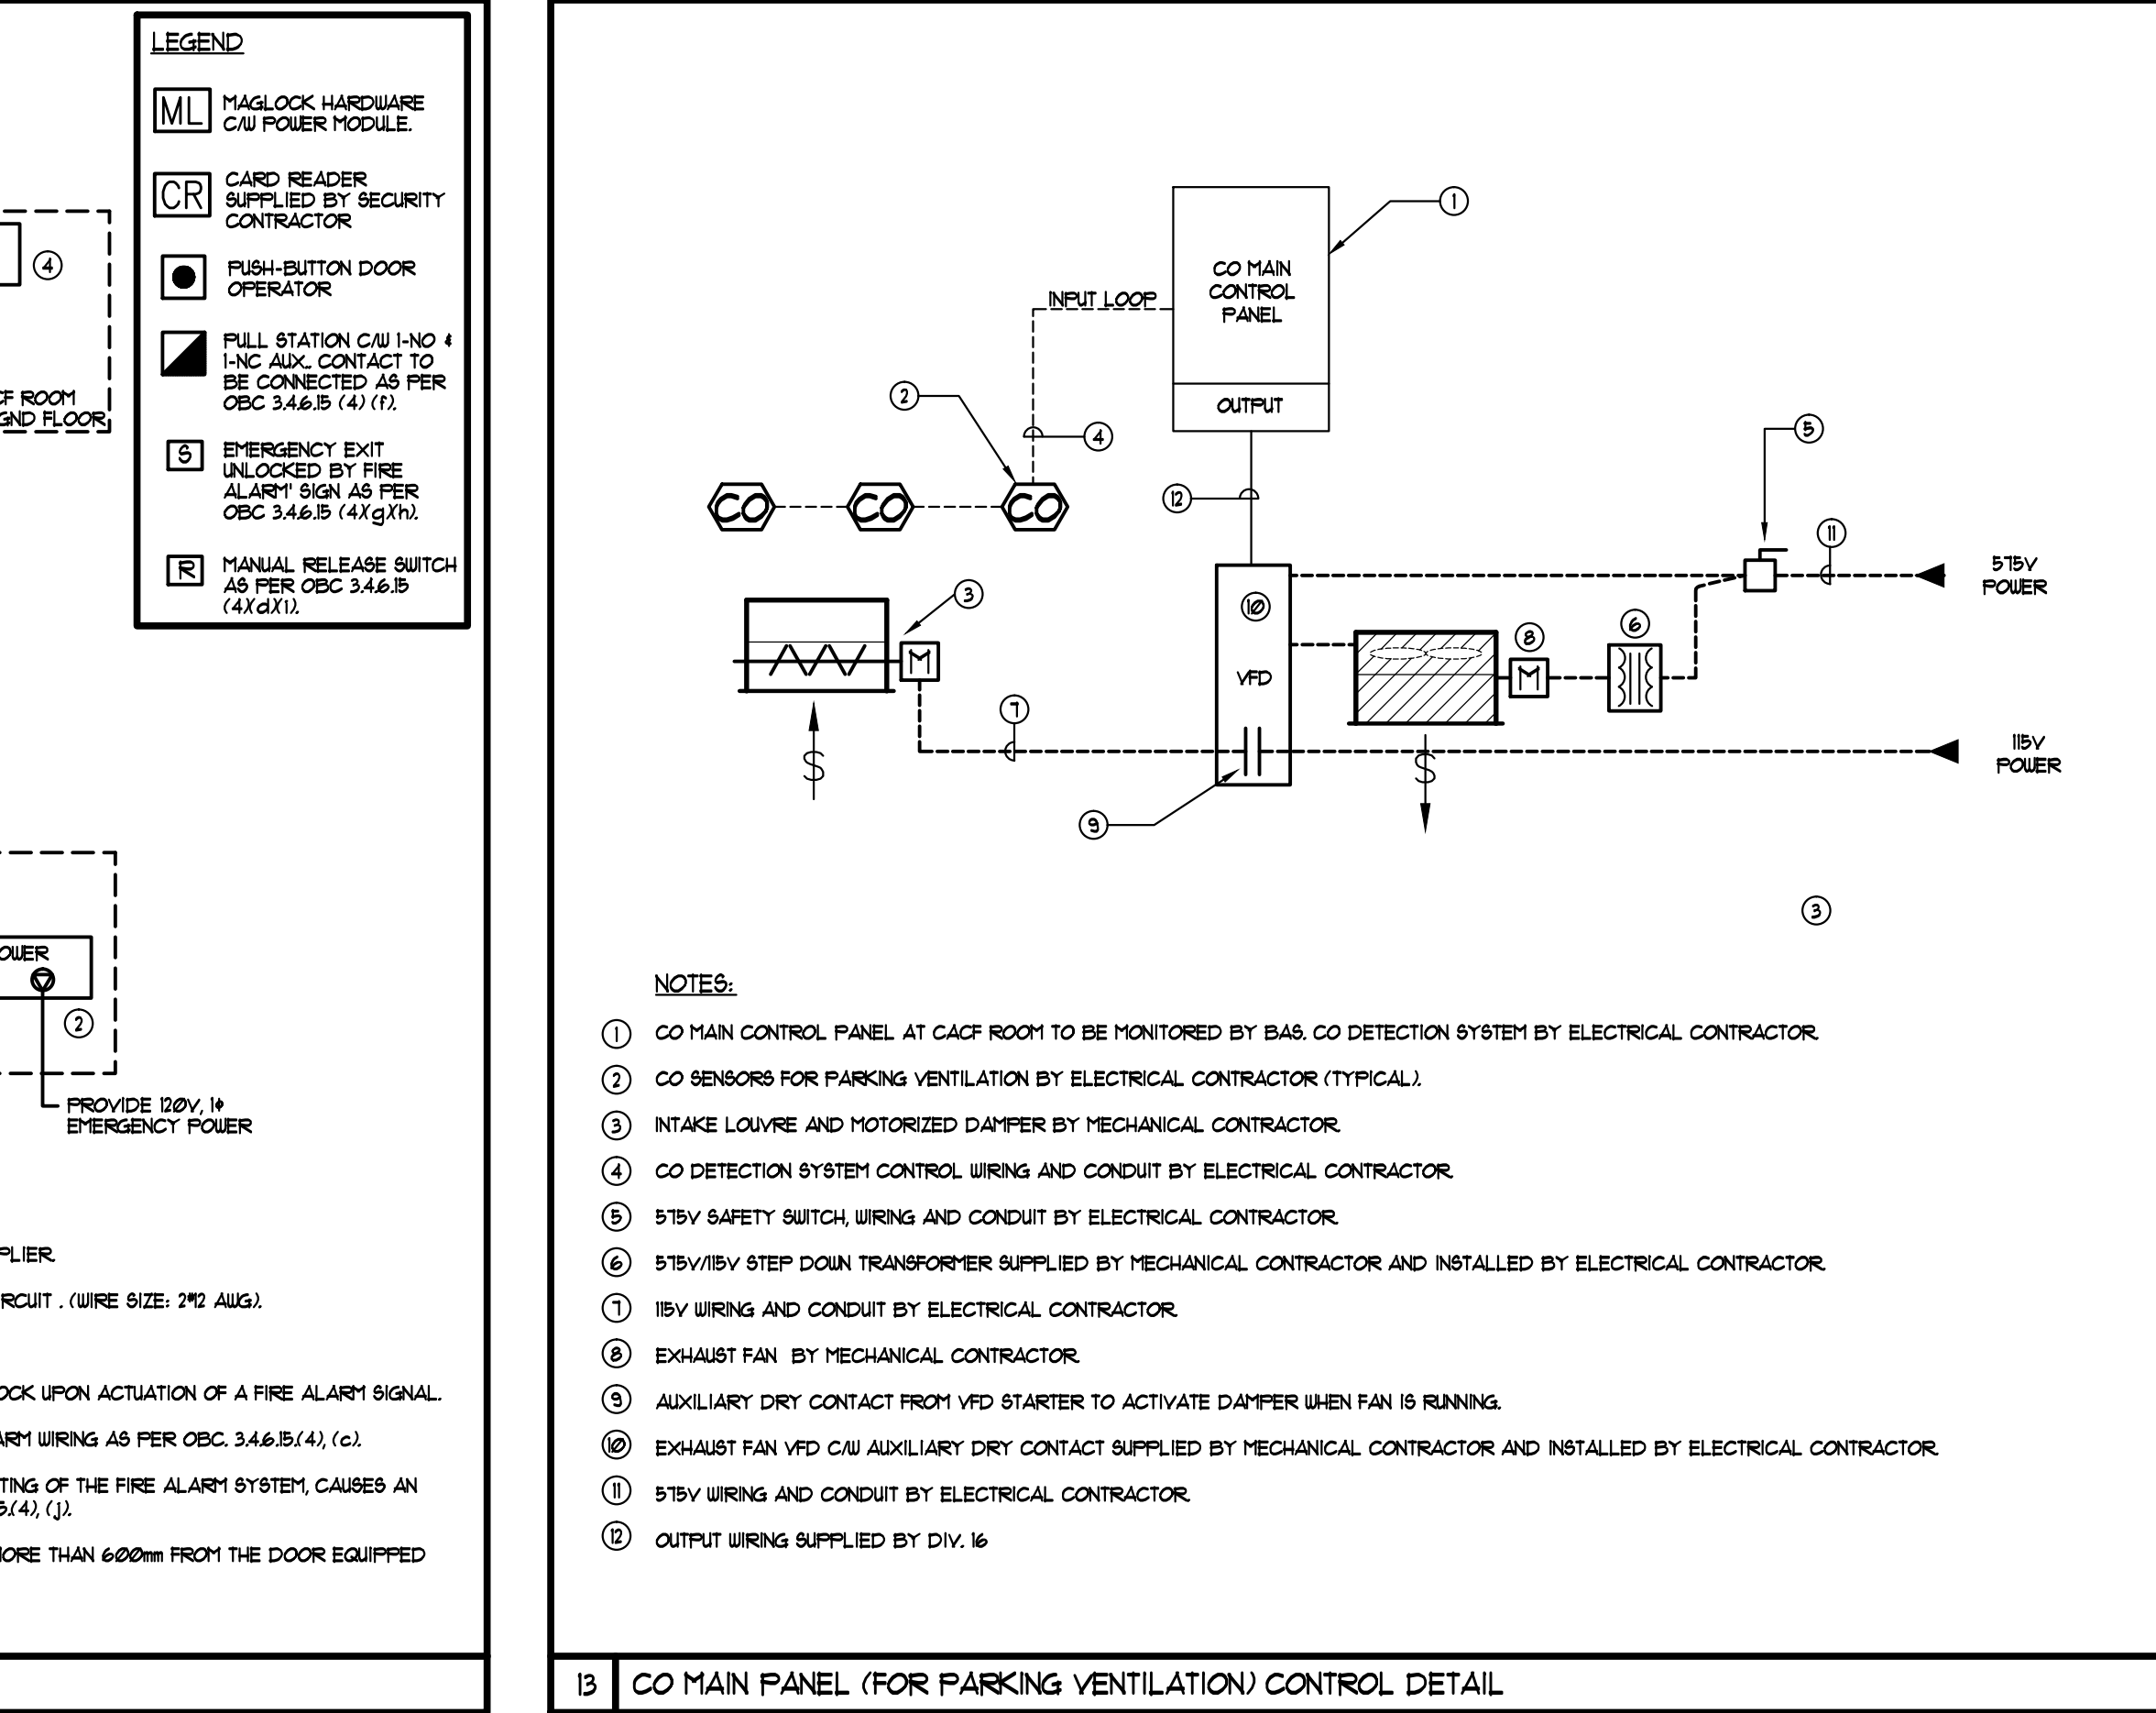 LEGEND
ML
MAGLOCK HARDWARE
C/W POWER MODULE.
CR
CARD READER
SUPPLIED BY SECURITY
CONTRACTOR
PUSH-BUTTON DOOR
OPERATOR
PULL STATION C/W 1-NO &
1-NC AUX.. CONTACT TO
BE CONNECTED AS PER
OBC 3.4.6.15 (4) (f).
S
EMERGENCY EXIT
UNLOCKED BY FIRE
ALARM' SIGN AS PER
OBC 3.4.6.15 (4)(g)(h).
R
MANUAL RELEASE SWITCH
AS PER OBC 3.4.6.15
(4)(d)(i).
4
CF ROOM
GND FLOOR
OWER
2
PROVIDE 120V, 1ϕ
EMERGENCY POWER
PLIER.
RCUIT . (WIRE SIZE: 2#12 AWG).
OCK UPON ACTUATION OF A FIRE ALARM SIGNAL.
ARM WIRING AS PER OBC. 3.4.6.15.(4), (c).
TING OF THE FIRE ALARM SYSTEM, CAUSES AN
5.(4), (j).
MORE THAN 600mm FROM THE DOOR EQUIPPED
1
CO MAIN
CONTROL
PANEL
INPUT LOOP
OUTPUT
2
4
5
12
11
CO
CO
CO
575V
POWER
3
10
6
8
M
VFD
M
7
115V
POWER
S
S
9
3
NOTES:
1 CO MAIN CONTROL PANEL AT CACF ROOM TO BE MONITORED BY BAS. CO DETECTION SYSTEM BY ELECTRICAL CONTRACTOR.
2 CO SENSORS FOR PARKING VENTILATION BY ELECTRICAL CONTRACTOR (TYPICAL).
3 INTAKE LOUVRE AND MOTORIZED DAMPER BY MECHANICAL CONTRACTOR.
4 CO DETECTION SYSTEM CONTROL WIRING AND CONDUIT BY ELECTRICAL CONTRACTOR.
5 575V SAFETY SWITCH, WIRING AND CONDUIT BY ELECTRICAL CONTRACTOR.
6 575V/115V STEP DOWN TRANSFORMER SUPPLIED BY MECHANICAL CONTRACTOR AND INSTALLED BY ELECTRICAL CONTRACTOR.
7 115V WIRING AND CONDUIT BY ELECTRICAL CONTRACTOR.
8 EXHAUST FAN BY MECHANICAL CONTRACTOR.
9 AUXILIARY DRY CONTACT FROM VFD STARTER TO ACTIVATE DAMPER WHEN FAN IS RUNNING.
10 EXHAUST FAN VFD C/W AUXILIARY DRY CONTACT SUPPLIED BY MECHANICAL CONTRACTOR AND INSTALLED BY ELECTRICAL CONTRACTOR.
11 575V WIRING AND CONDUIT BY ELECTRICAL CONTRACTOR.
12 OUTPUT WIRING SUPPLIED BY DIV. 16
13 CO MAIN PANEL (FOR PARKING VENTILATION) CONTROL DETAIL